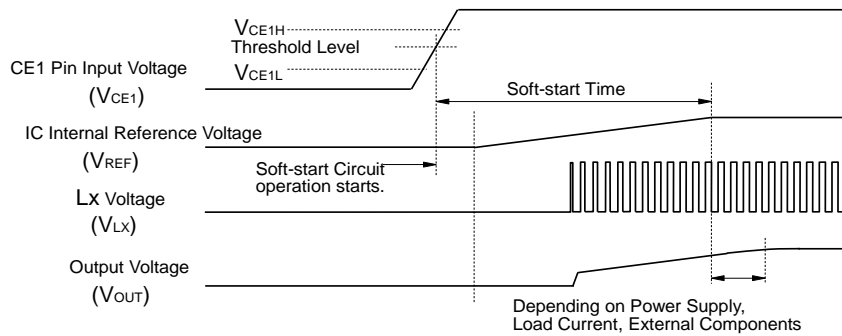 VCE1H
Threshold Level
CE1 Pin Input Voltage
VCE1L
(VCE1)
Soft-start Time
IC Internal Reference Voltage
(VREF)
Soft-start Circuit
operation starts.
Lx Voltage
(VLX)
Output Voltage
(VOUT)
Depending on Power Supply,
Load Current, External Components